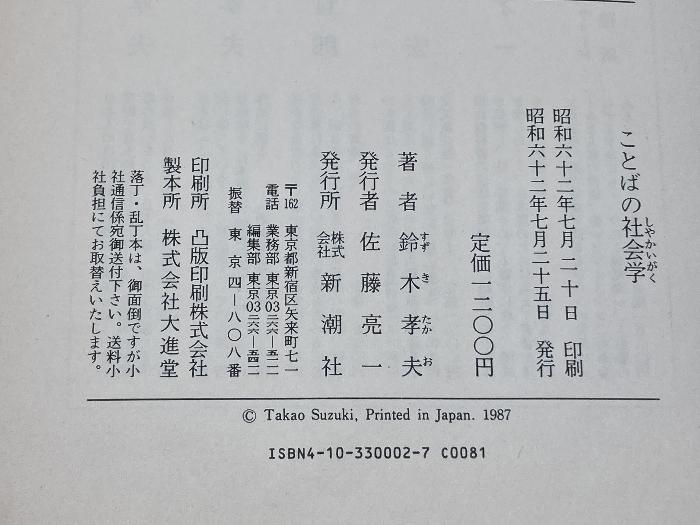 ことばの社会学
しやかいがく
昭和六十二年七月二十日　印刷
昭和六十二年七月二十五日　発行
定価一二〇〇円
著者　鈴木孝夫
すずきたかお
発行者　佐藤亮一
発行所　株式会社　新潮社
〒162　東京都新宿区矢来町七一
電話　業務部　東京03二六六―五一一一
編集部　東京03二六六―五四一一
振替　東京四―八〇八番
印刷所　凸版印刷株式会社
製本所　株式会社大進堂
落丁・乱丁本は、御面倒ですが小
社通信係宛御送付下さい。送料小
社負担にてお取替えいたします。
© Takao Suzuki, Printed in Japan. 1987
ISBN4-10-330002-7 C0081